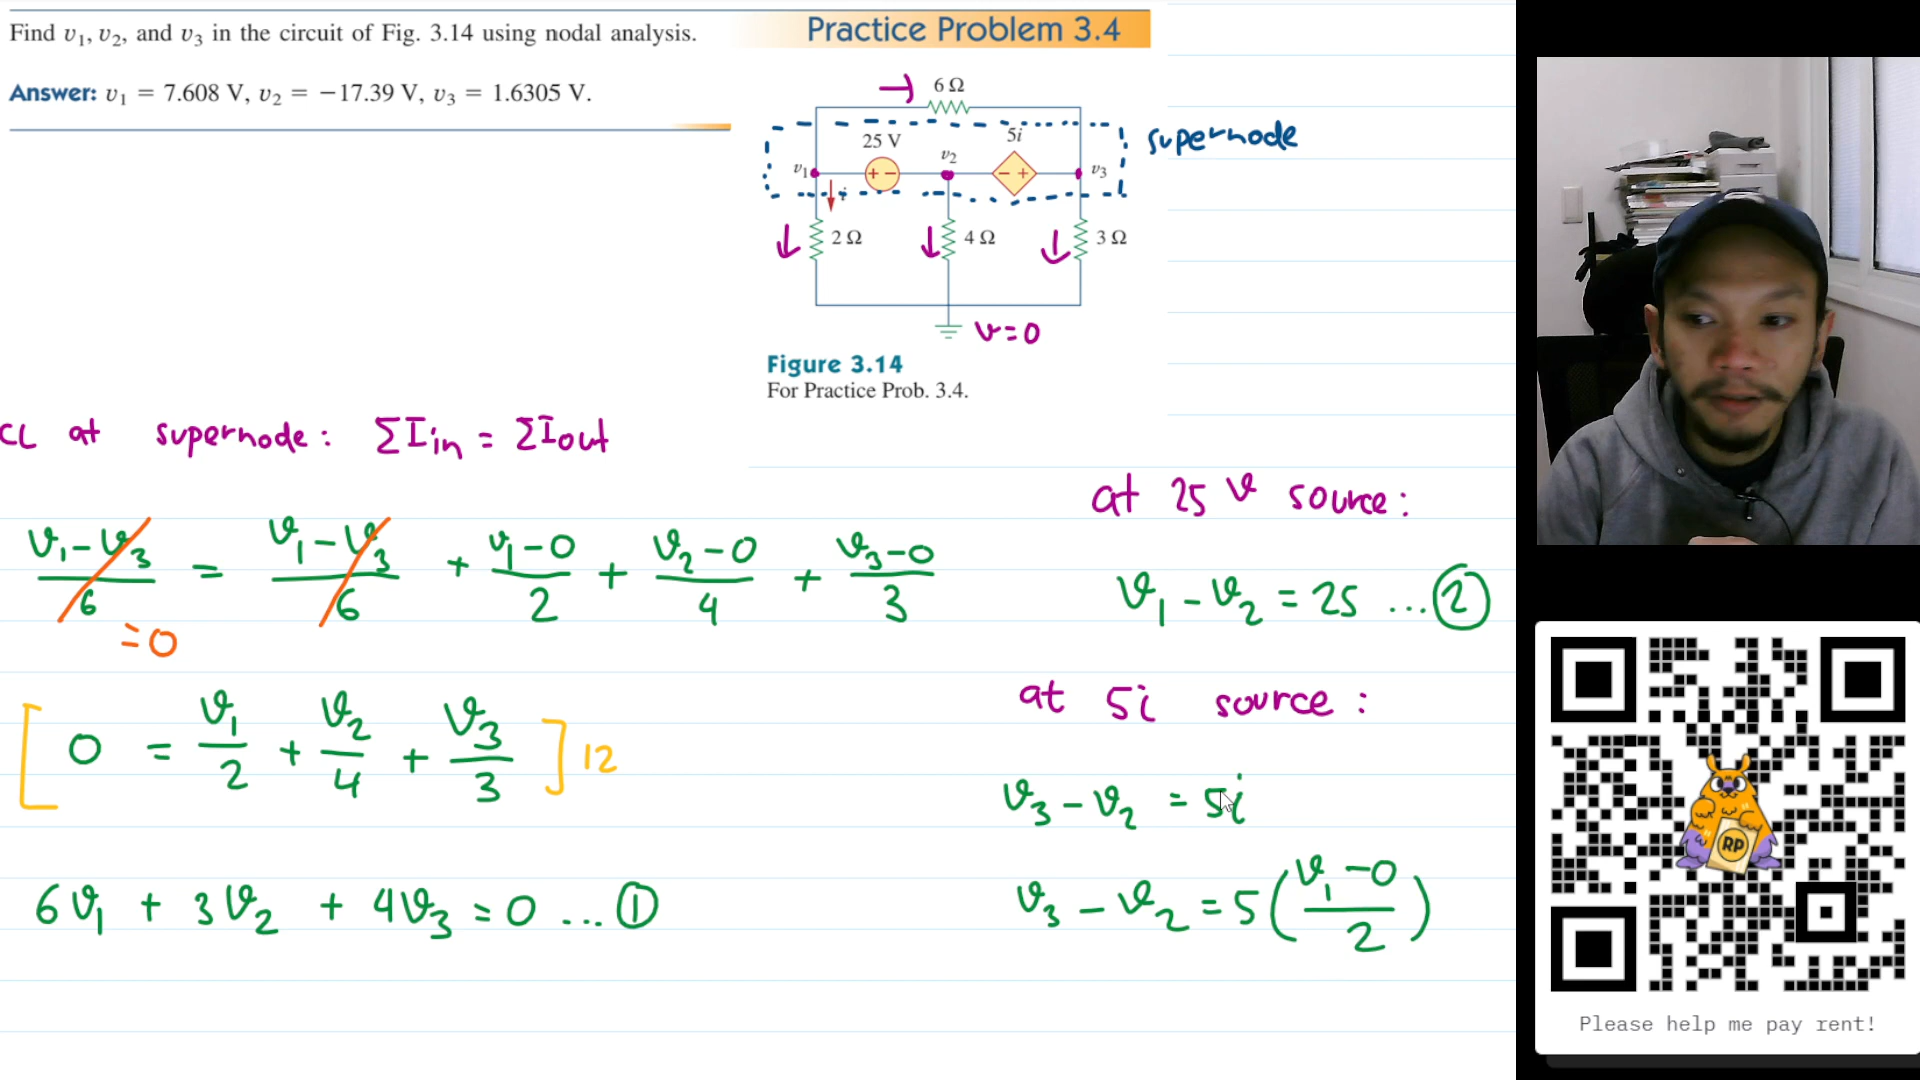 Find v₁, v₂, and v₃ in the circuit of Fig. 3.14 using nodal analysis.
Answer: v₁ = 7.608 V, v₂ = −17.39 V, v₃ = 1.6305 V.
Practice Problem 3.4
6 Ω
25 V
5i
supernode
v₁
+ −
v₂
− +
v₃
i
2 Ω
4 Ω
3 Ω
v=0
Figure 3.14
For Practice Prob. 3.4.
CL at supernode: ΣIin = ΣIout
(v₁−v₃)/6 = (v₁−v₃)/6 + (v₁−0)/2 + (v₂−0)/4 + (v₃−0)/3
=0
[0 = v₁/2 + v₂/4 + v₃/3] 12
6v₁ + 3v₂ + 4v₃ = 0 ... ①
at 25 v source:
v₁ − v₂ = 25 ... ②
at 5i source:
v₃ − v₂ = 5i
v₃ − v₂ = 5((v₁−0)/2)
RP
Please help me pay rent!